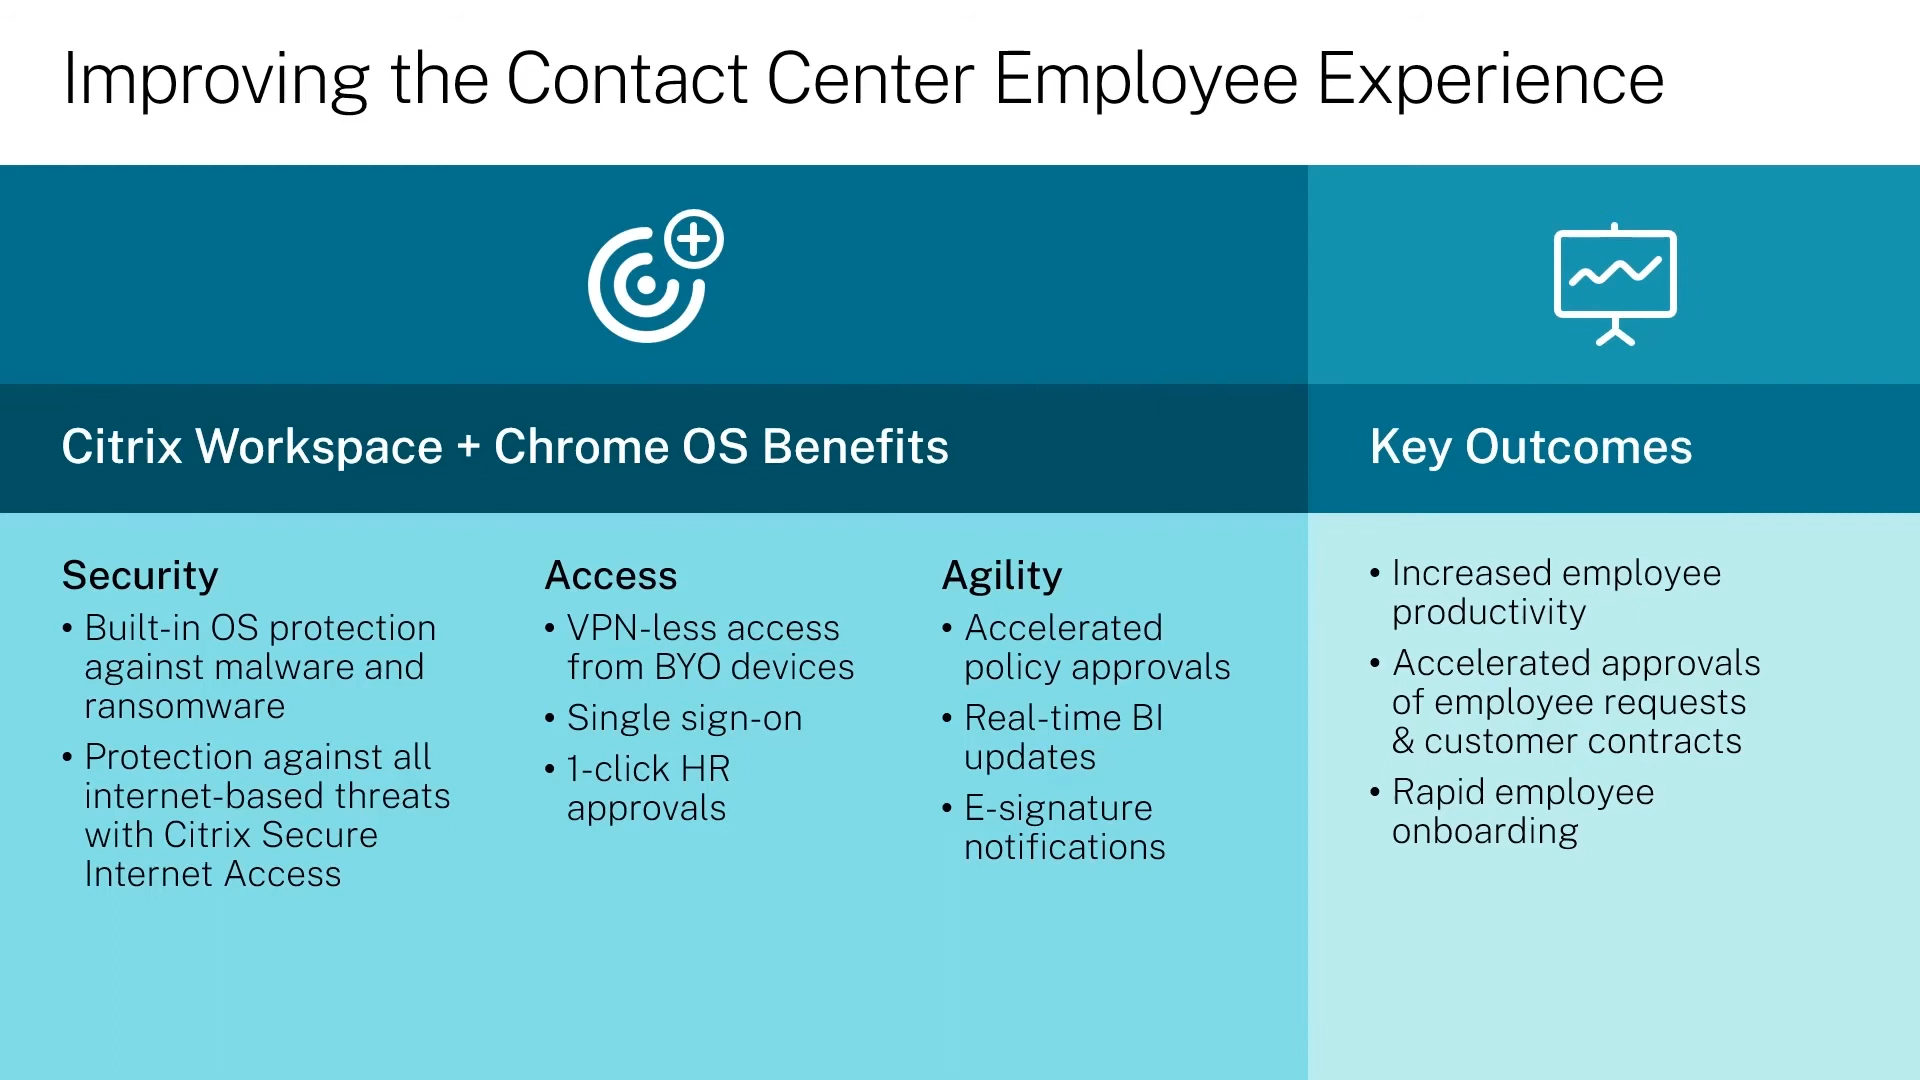 Improving the Contact Center Employee Experience
Citrix Workspace + Chrome OS Benefits
Security
• Built-in OS protection
against malware and
ransomware
• Protection against all
internet-based threats
with Citrix Secure
Internet Access
Access
• VPN-less access
from BYO devices
• Single sign-on
• 1-click HR
approvals
Agility
• Accelerated
policy approvals
• Real-time BI
updates
• E-signature
notifications
Key Outcomes
• Increased employee
productivity
• Accelerated approvals
of employee requests
& customer contracts
• Rapid employee
onboarding